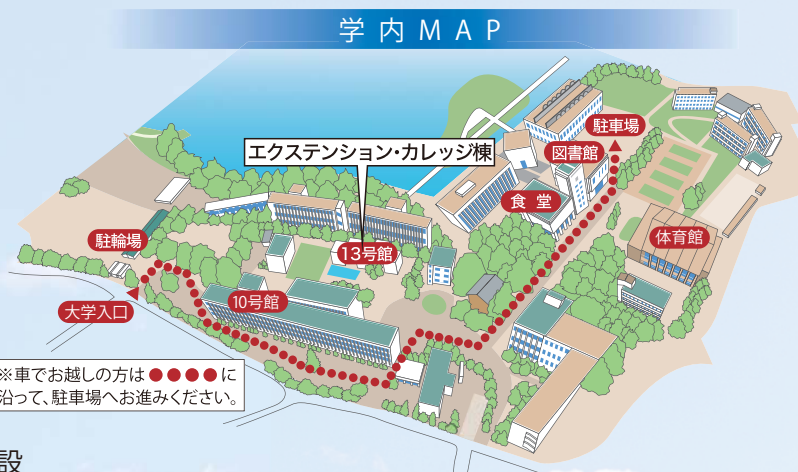 学内MAP
エクステンション・カレッジ棟
駐車場
図書館
食堂
体育館
駐輪場
13号館
大学入口
10号館
※車でお越しの方は●●●●に
沿って、駐車場へお進みください。
設